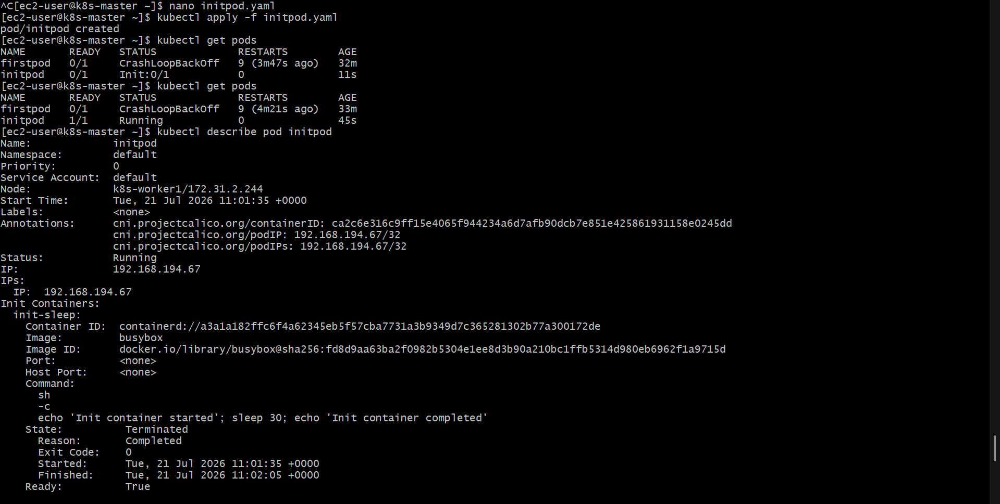 ^C[ec2-user@k8s-master ~]$ nano initpod.yaml
[ec2-user@k8s-master ~]$ kubectl apply -f initpod.yaml
pod/initpod created
[ec2-user@k8s-master ~]$ kubectl get pods
NAME       READY   STATUS             RESTARTS        AGE
firstpod   0/1     CrashLoopBackOff   9 (3m47s ago)   32m
initpod    0/1     Init:0/1           0               11s
[ec2-user@k8s-master ~]$ kubectl get pods
NAME       READY   STATUS             RESTARTS        AGE
firstpod   0/1     CrashLoopBackOff   9 (4m21s ago)   33m
initpod    1/1     Running            0               45s
[ec2-user@k8s-master ~]$ kubectl describe pod initpod
Name:             initpod
Namespace:        default
Priority:         0
Service Account:  default
Node:             k8s-worker1/172.31.2.244
Start Time:       Tue, 21 Jul 2026 11:01:35 +0000
Labels:           <none>
Annotations:      cni.projectcalico.org/containerID: ca2c6e316c9ff15e4065f944234a6d7afb90dcb7e851e425861931158e0245dd
                  cni.projectcalico.org/podIP: 192.168.194.67/32
                  cni.projectcalico.org/podIPs: 192.168.194.67/32
Status:           Running
IP:               192.168.194.67
IPs:
  IP:  192.168.194.67
Init Containers:
  init-sleep:
    Container ID:  containerd://a3a1a182ffc6f4a62345eb5f57cba7731a3b9349d7c365281302b77a300172de
    Image:         busybox
    Image ID:      docker.io/library/busybox@sha256:fd8d9aa63ba2f0982b5304e1ee8d3b90a210bc1ffb5314d980eb6962f1a9715d
    Port:          <none>
    Host Port:     <none>
    Command:
      sh
      -c
      echo 'Init container started'; sleep 30; echo 'Init container completed'
    State:          Terminated
      Reason:       Completed
      Exit Code:    0
      Started:      Tue, 21 Jul 2026 11:01:35 +0000
      Finished:     Tue, 21 Jul 2026 11:02:05 +0000
    Ready:          True